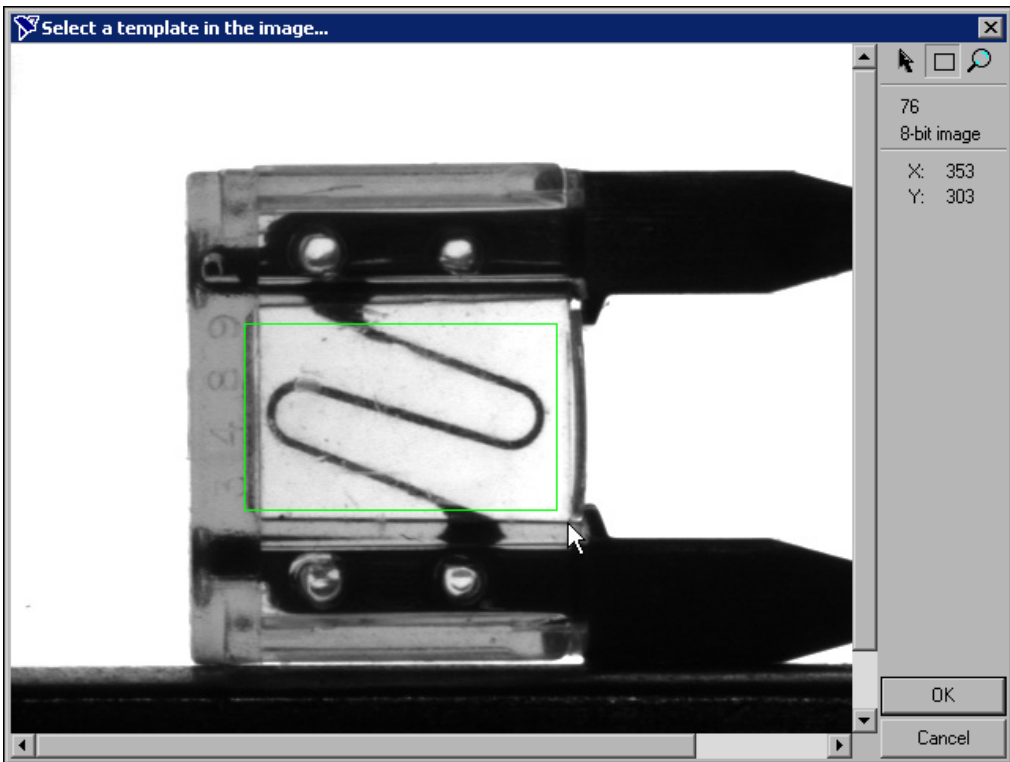 Select a template in the image...
76
8-bit image
X: 353
Y: 303
OK
Cancel